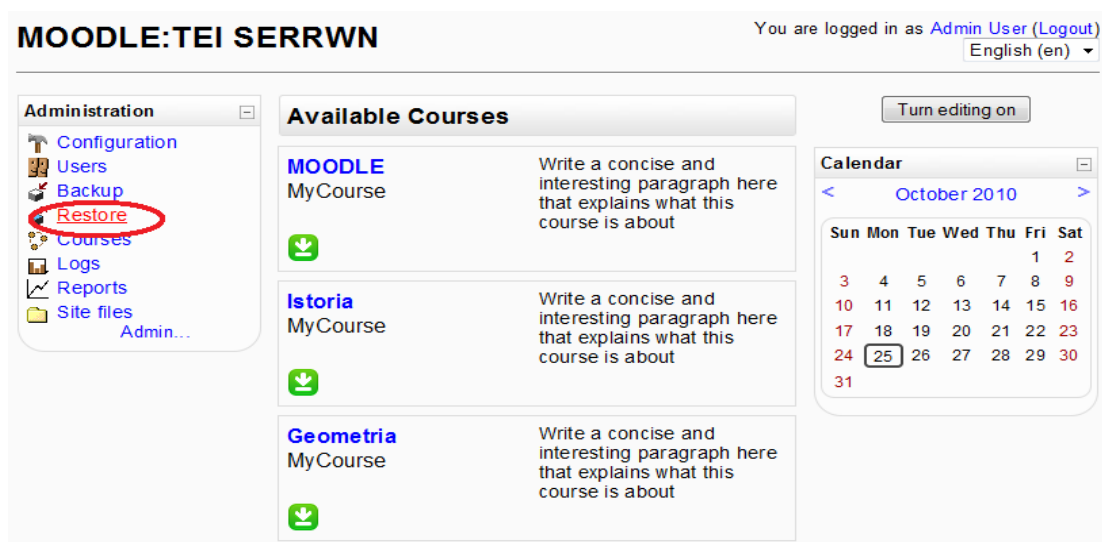 MOODLE:TEI SERRWN
You are logged in as Admin User (Logout)
English (en)
Administration
Configuration
Users
Backup
Restore
Courses
Logs
Reports
Site files
Admin...
Available Courses
MOODLE
MyCourse
Write a concise and
interesting paragraph here
that explains what this
course is about
Istoria
MyCourse
Write a concise and
interesting paragraph here
that explains what this
course is about
Geometria
MyCourse
Write a concise and
interesting paragraph here
that explains what this
course is about
Turn editing on
Calendar
< October 2010 >
Sun Mon Tue Wed Thu Fri Sat
1 2
3 4 5 6 7 8 9
10 11 12 13 14 15 16
17 18 19 20 21 22 23
24 25 26 27 28 29 30
31